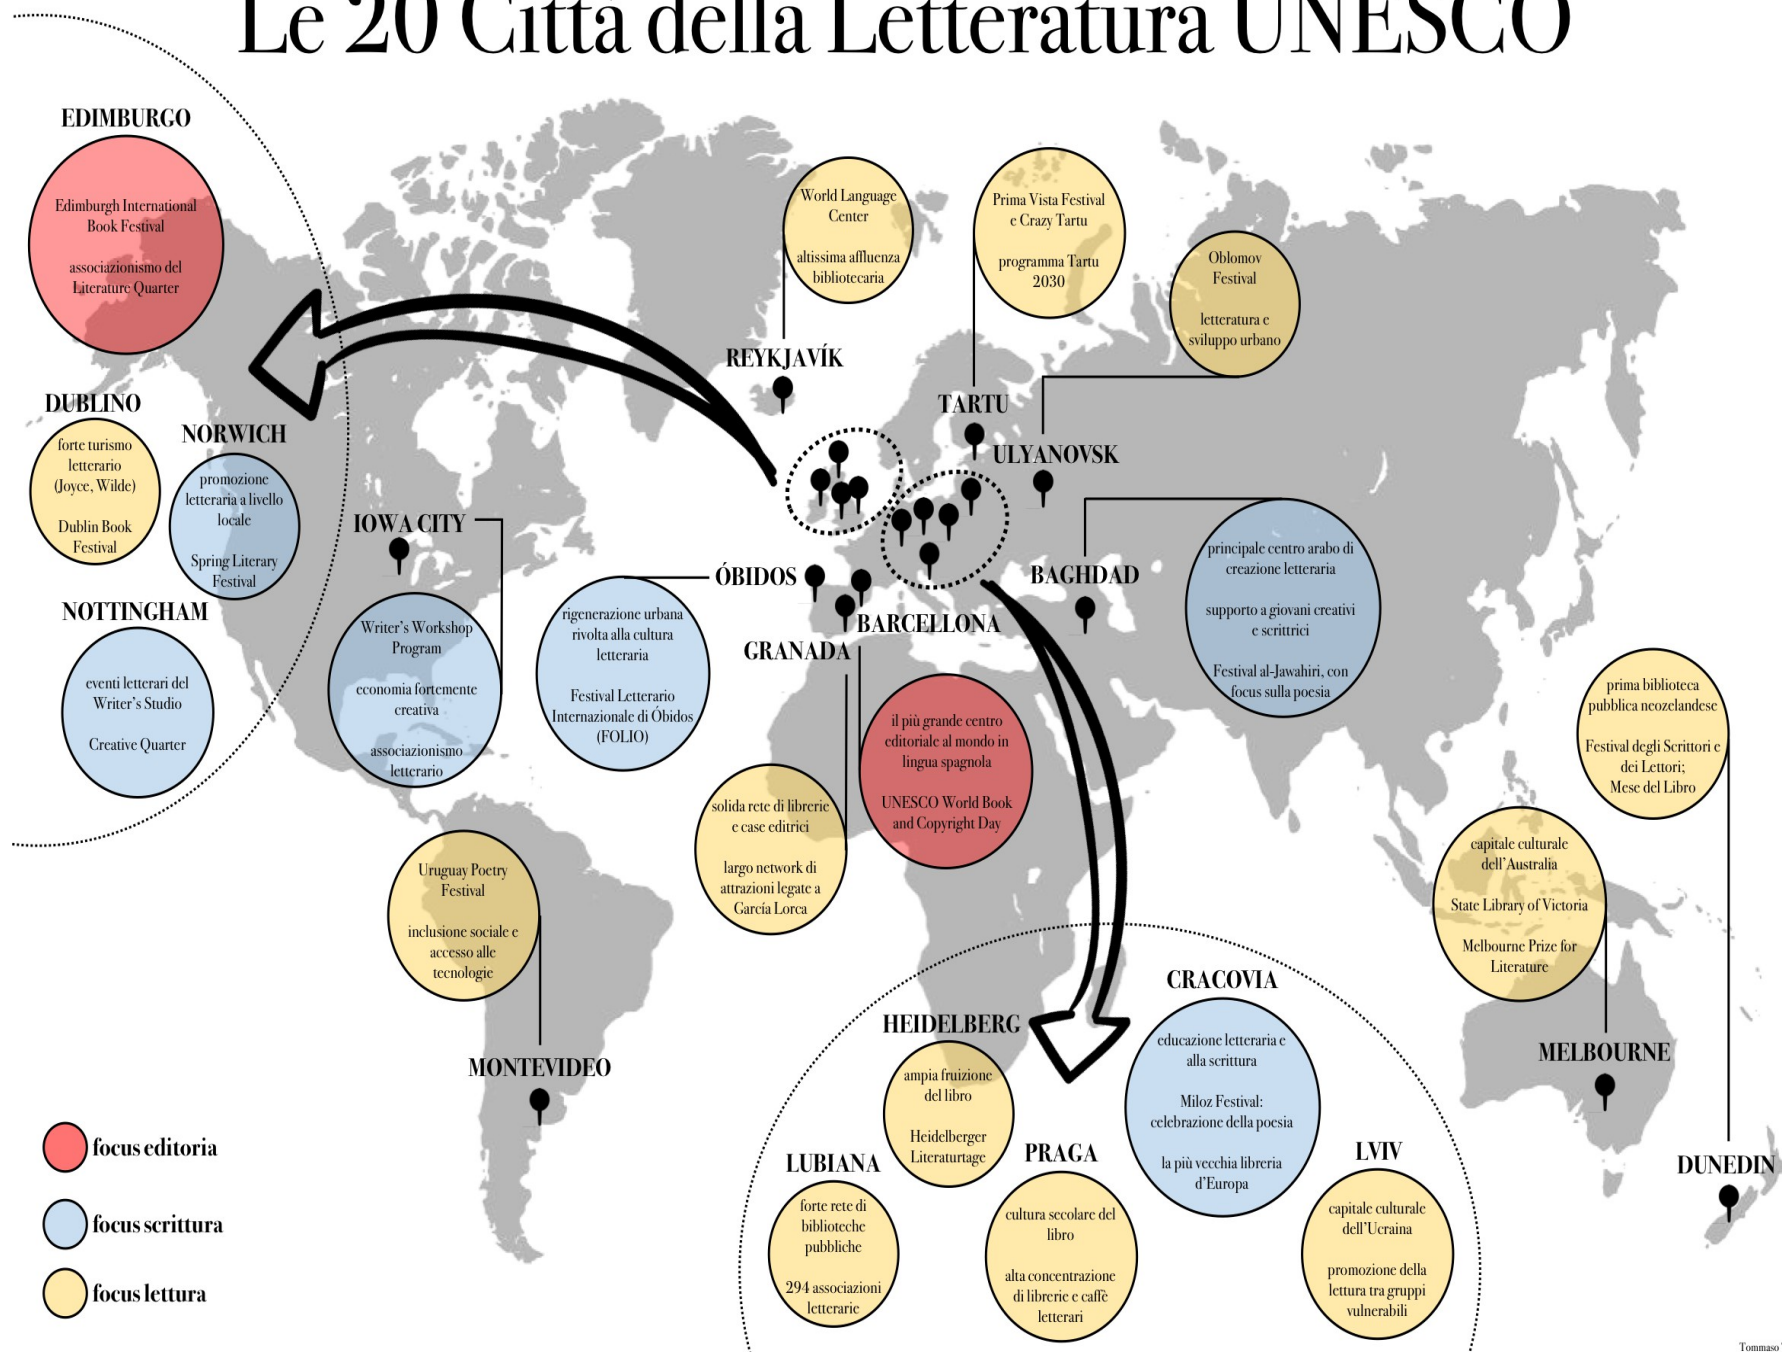 Le 20 Città della Letteratura UNESCO
EDIMBURGO
Edinburgh International
Book Festival
associazionismo del
Literature Quarter
DUBLINO
forte turismo
letterario
(Joyce, Wilde)
Dublin Book
Festival
NORWICH
promozione
letteraria a livello
locale
Spring Literary
Festival
NOTTINGHAM
eventi letterari del
Writer's Studio
Creative Quarter
IOWA CITY
Writer's Workshop
Program
economia fortemente
creativa
associazionismo
letterario
REYKJAVÍK
World Language
Center
altissima affluenza
bibliotecaria
TARTU
Prima Vista Festival
e Crazy Tartu
programma Tartu
2030
ULYANOVSK
Oblomov
Festival
letteratura e
sviluppo urbano
ÓBIDOS
rigenerazione urbana
rivolta alla cultura
letteraria
Festival Letterario
Internazionale di Óbidos
(FOLIO)
BARCELLONA
il più grande centro
editoriale al mondo in
lingua spagnola
UNESCO World Book
and Copyright Day
GRANADA
solida rete di librerie
e case editrici
largo network di
attrazioni legate a
García Lorca
BAGHDAD
principale centro arabo di
creazione letteraria
supporto a giovani creativi
e scrittrici
Festival al-Jawahiri, con
focus sulla poesia
prima biblioteca
pubblica neozelandese
Festival degli Scrittori e
dei Lettori;
Mese del Libro
DUNEDIN
capitale culturale
dell'Australia
State Library of Victoria
Melbourne Prize for
Literature
MELBOURNE
Uruguay Poetry
Festival
inclusione sociale e
accesso alle
tecnologie
MONTEVIDEO
HEIDELBERG
ampia fruizione
del libro
Heidelberger
Literaturtage
CRACOVIA
educazione letteraria e
alla scrittura
Miloz Festival:
celebrazione della poesia
la più vecchia libreria
d'Europa
LUBIANA
forte rete di
biblioteche
pubbliche
294 associazioni
letterarie
PRAGA
cultura secolare del
libro
alta concentrazione
di librerie e caffè
letterari
LVIV
capitale culturale
dell'Ucraina
promozione della
lettura tra gruppi
vulnerabili
focus editoria
focus scrittura
focus lettura
Tommaso